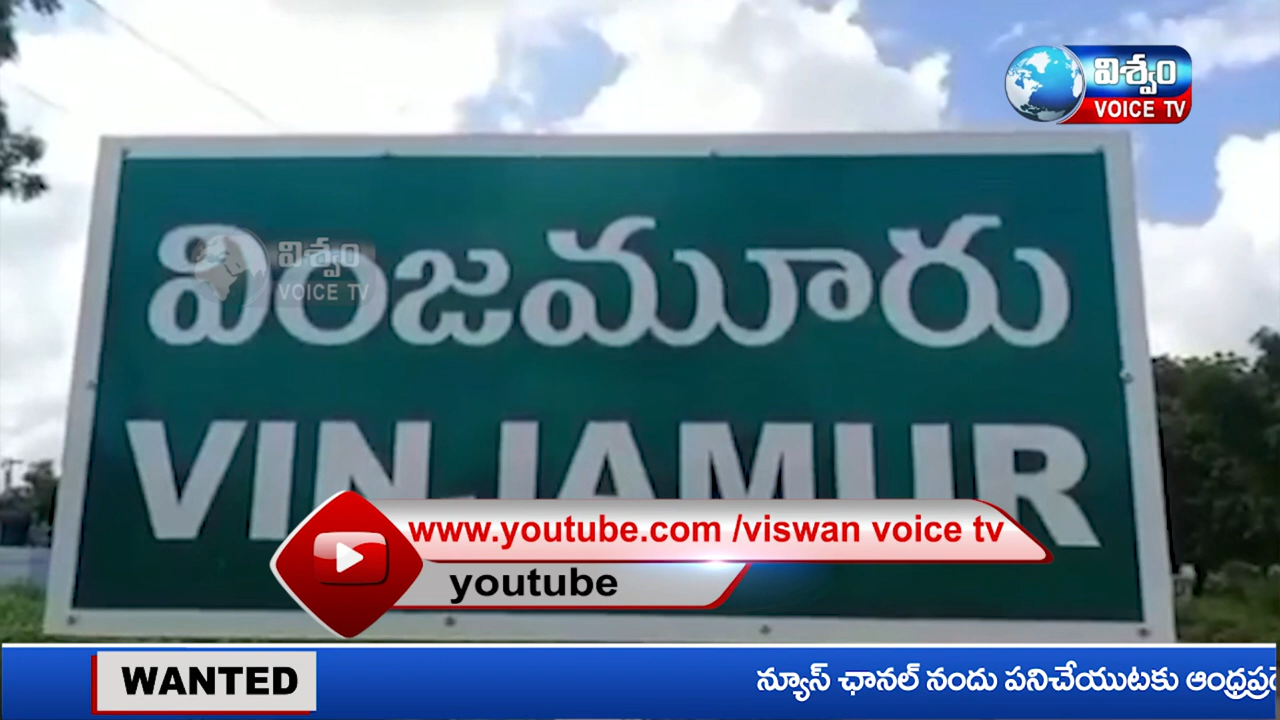 విశ్వం
VOICE TV
వింజమూరు
విశ్వం
VOICE TV
VINJAMUR
www.youtube.com /viswan voice tv
youtube
WANTED
న్యూస్ ఛానల్ నందు పనిచేయుటకు